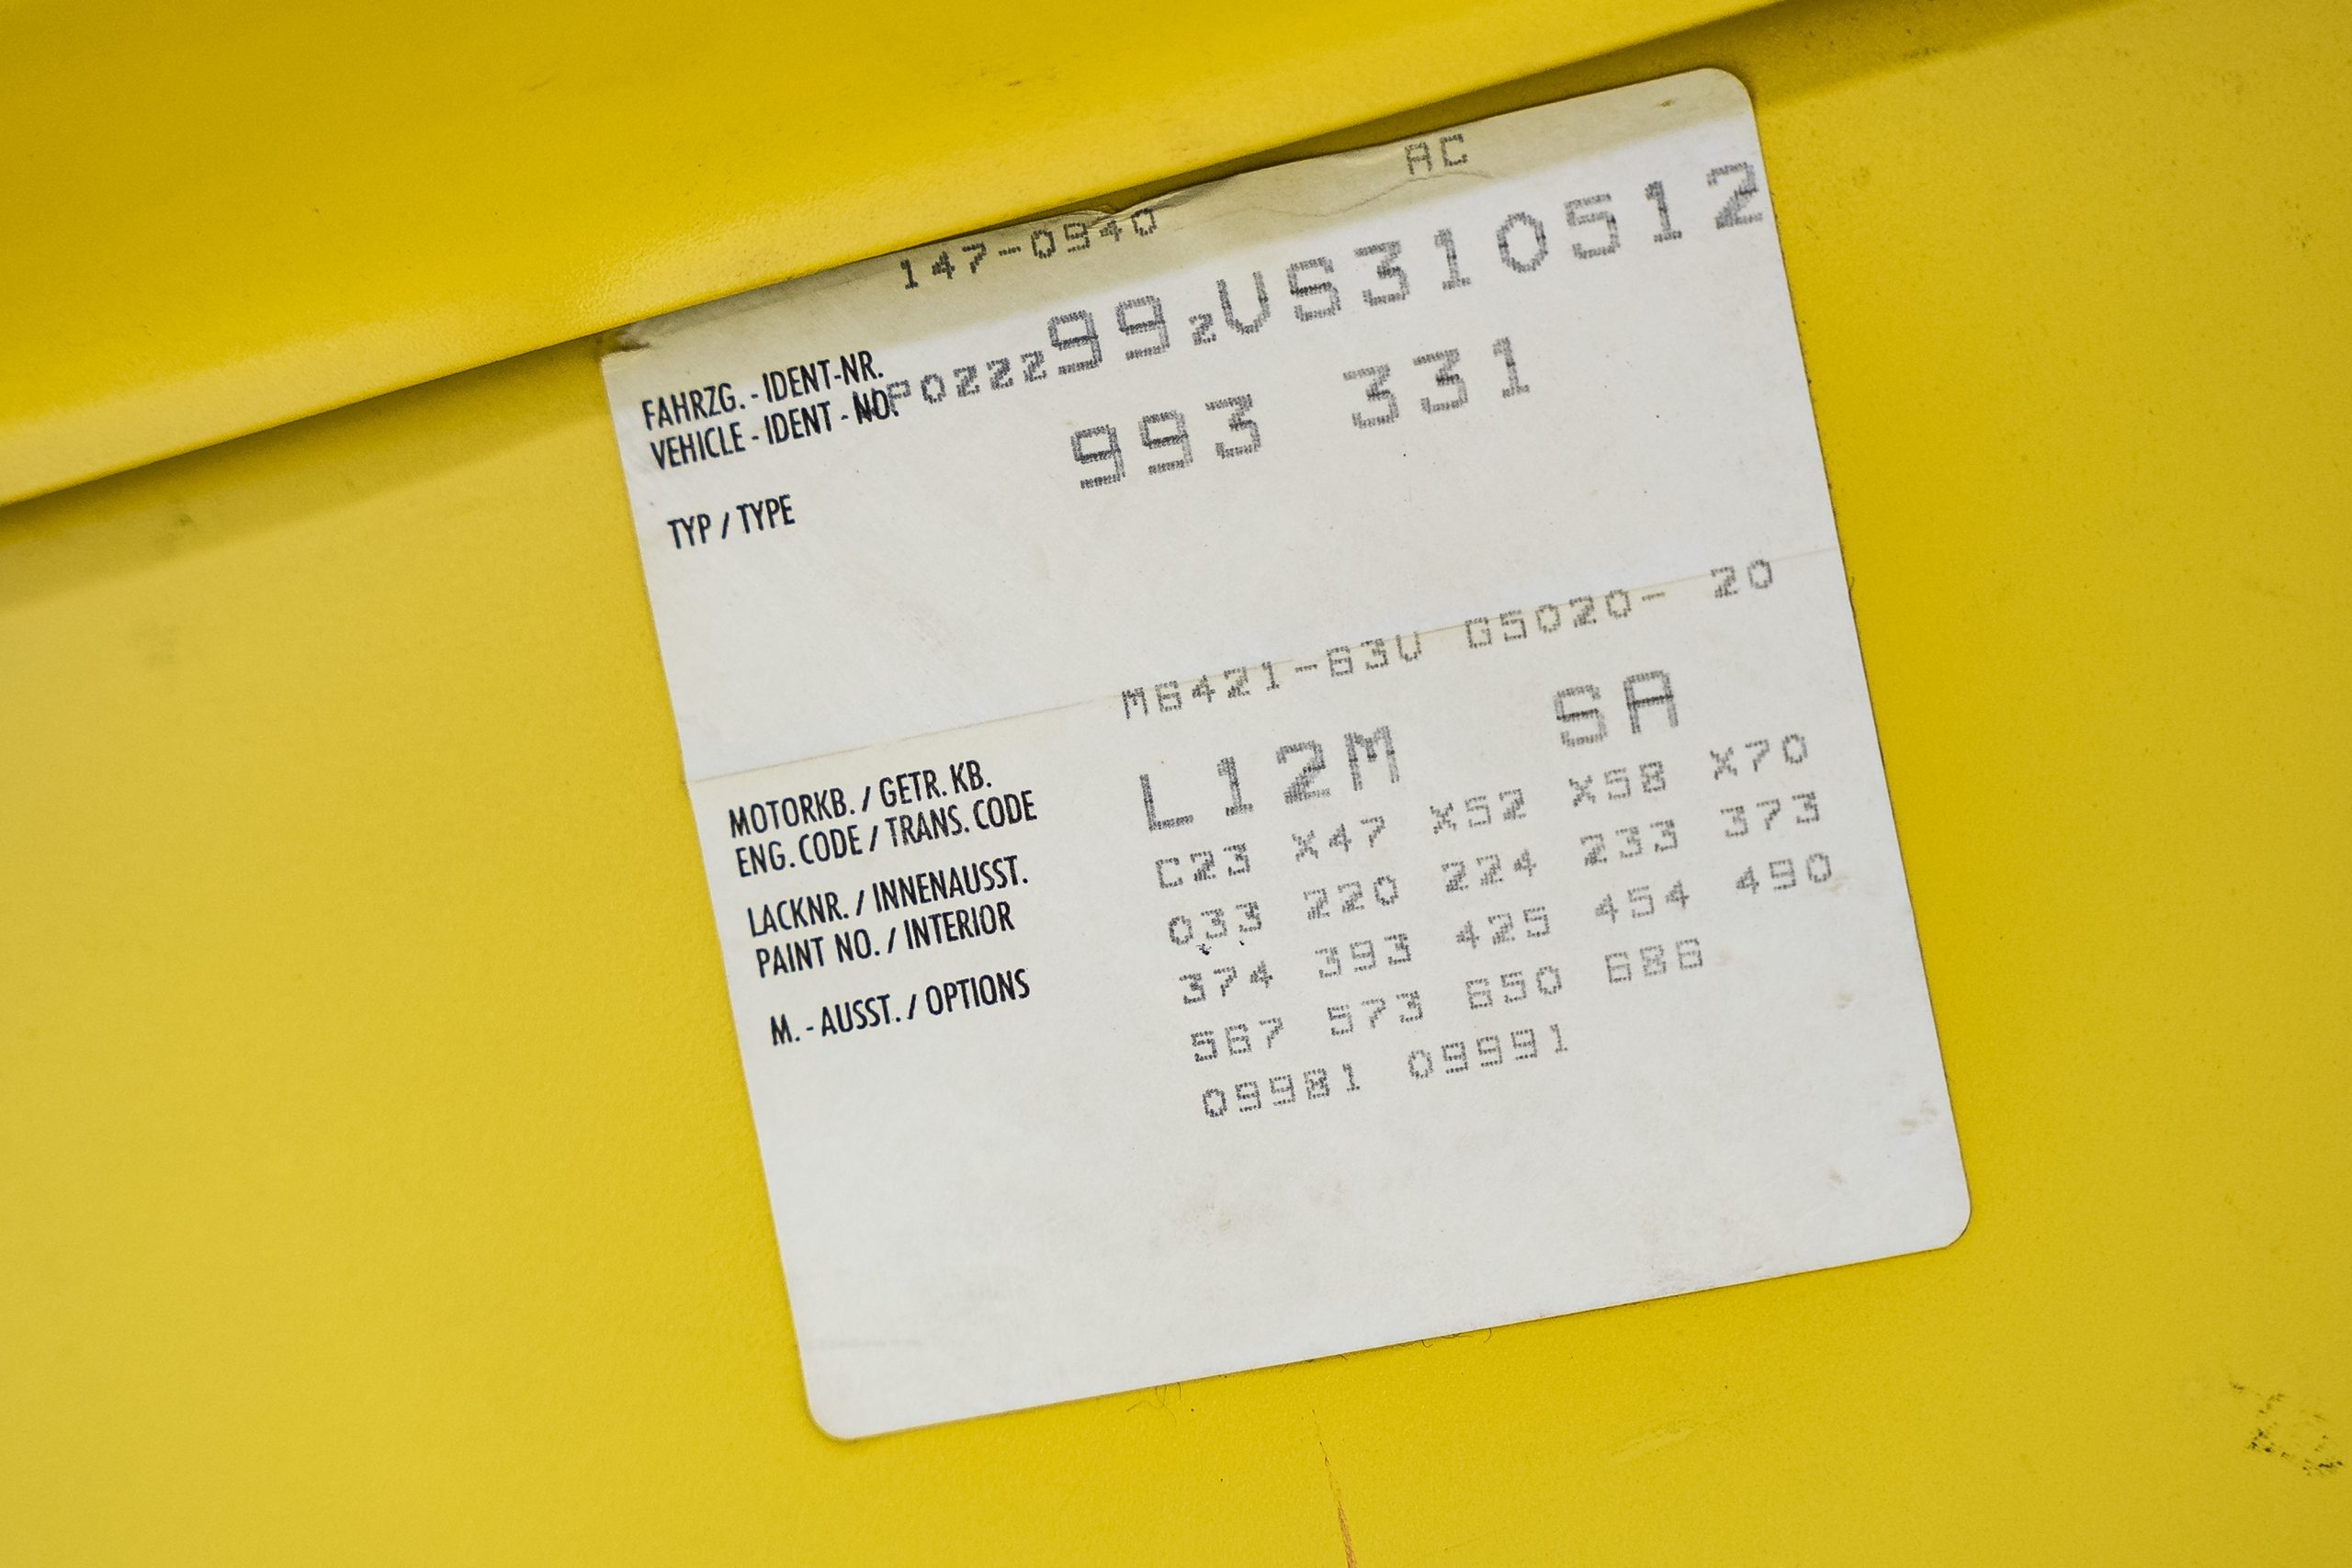 147-0940 AC
FAHRZG. - IDENT-NR.
VEHICLE - IDENT - NO.
WP0ZZZ99ZVS310512
TYP / TYPE
993 331
M6421-63V G5020- 20
MOTORKB. / GETR. KB.
ENG. CODE / TRANS. CODE
L12M SA
LACKNR. / INNENAUSST.
PAINT NO. / INTERIOR
C23 X47 X52 X58 X70
033 220 224 233 373
M. - AUSST. / OPTIONS
374 393 425 454 490
567 573 650 686
09981 09991